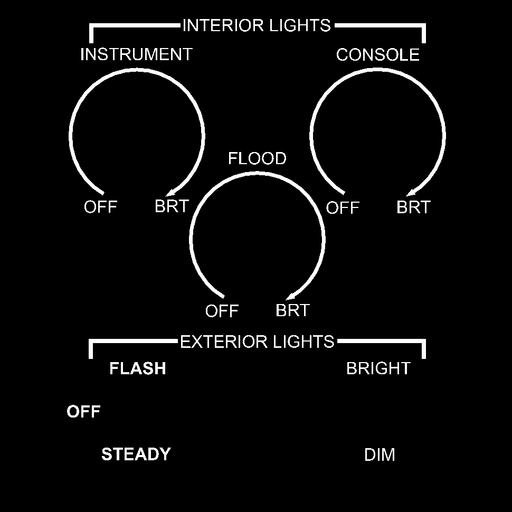 INTERIOR LIGHTS
INSTRUMENT
CONSOLE
FLOOD
OFF
BRT
OFF
BRT
OFF
BRT
EXTERIOR LIGHTS
FLASH
BRIGHT
OFF
STEADY
DIM